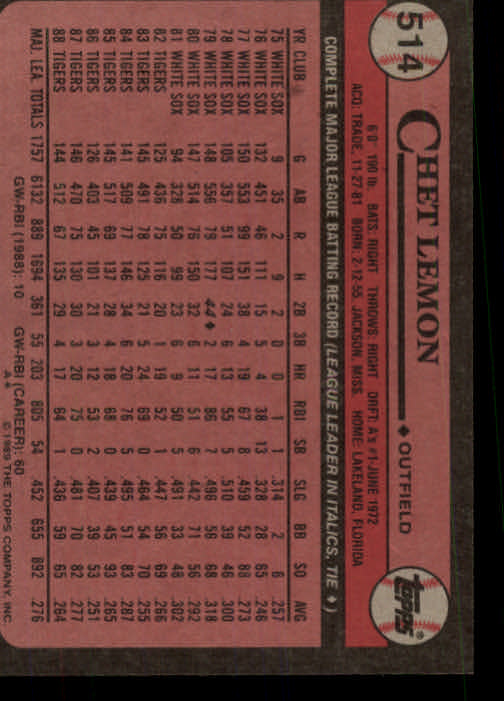 514
CHET LEMON
♦ OUTFIELD
TOPPS®
6'0" 190 lb. BATS: RIGHT THROWS: RIGHT DRFT: A's #1-JUNE 1972
ACQ: TRADE, 11-27-81 BORN: 2-12-55 JACKSON, MISS. HOME: LAKELAND, FLORIDA
COMPLETE MAJOR LEAGUE BATTING RECORD (LEAGUE LEADER IN ITALICS, TIE ♦)
YR CLUB G AB R H 2B 3B HR RBI SB SLG BB SO AVG
75 WHITE SOX 9 35 2 9 2 0 0 1 1 .314 2 6 .257
76 WHITE SOX 132 451 46 111 15 5 4 38 13 .328 28 65 .246
77 WHITE SOX 150 553 99 151 38 4 19 67 8 .459 52 88 .273
78 WHITE SOX 105 357 51 107 24 6 13 55 5 .510 39 46 .300
79 WHITE SOX 148 556 79 177 44♦ 2 17 86 7 .496 56 68 .318
80 WHITE SOX 147 514 76 150 32 6 11 51 6 .442 71 56 .292
81 WHITE SOX 94 328 50 99 23 6 9 50 5 .491 33 48 .302
82 TIGERS 125 436 75 116 20 1 19 52 1 .447 56 69 .266
83 TIGERS 145 491 78 125 21 5 24 69 0 .464 54 70 .255
84 TIGERS 141 509 77 146 34 6 20 76 5 .495 51 83 .287
85 TIGERS 145 517 69 137 28 4 18 68 0 .439 45 93 .265
86 TIGERS 126 403 45 101 21 3 12 53 2 .407 39 53 .251
87 TIGERS 146 470 75 130 30 3 20 75 0 .481 70 82 .277
88 TIGERS 144 512 67 135 29 4 17 64 1 .436 59 65 .264
MAJ. LEA. TOTALS 1757 6132 889 1694 361 55 203 805 54 .452 655 892 .276
GW-RBI (1988): 10 GW-RBI (CAREER): 60
A* © 1989 THE TOPPS COMPANY, INC.